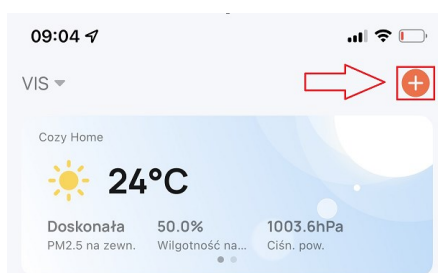 09:04
VIS
Cozy Home
24°C
Doskonała 50.0% 1003.6hPa
PM2.5 na zewn. Wilgotność na... Ciśn. pow.